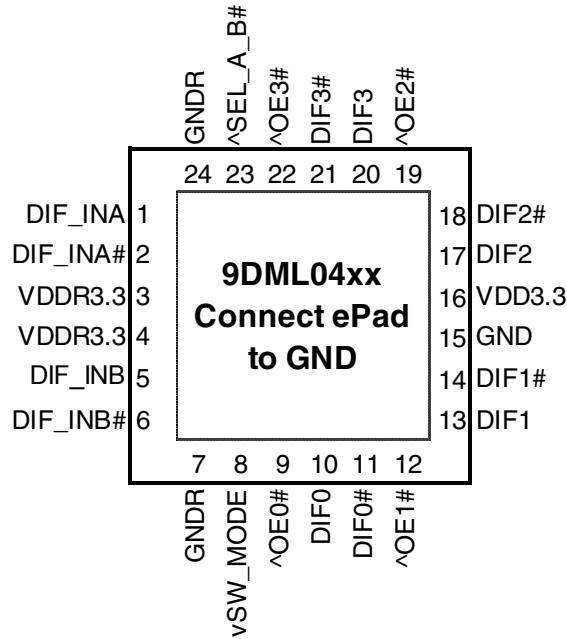 GNDR
^SEL_A_B#
^OE3#
DIF3#
DIF3
^OE2#
24 23 22 21 20 19
DIF_INA 1
DIF_INA# 2
VDDR3.3 3
VDDR3.3 4
DIF_INB 5
DIF_INB# 6
9DML04xx
Connect ePad
to GND
18 DIF2#
17 DIF2
16 VDD3.3
15 GND
14 DIF1#
13 DIF1
7 8 9 10 11 12
GNDR
vSW_MODE
^OE0#
DIF0
DIF0#
^OE1#